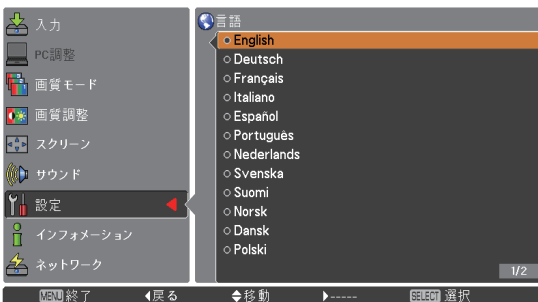 入力
PC調整
画質モード
画質調整
スクリーン
サウンド
設定
インフォメーション
ネットワーク
言語
English
Deutsch
Français
Italiano
Español
Português
Nederlands
Svenska
Suomi
Norsk
Dansk
Polski
1/2
MENU 終了 戻る 移動 ----- SELECT 選択